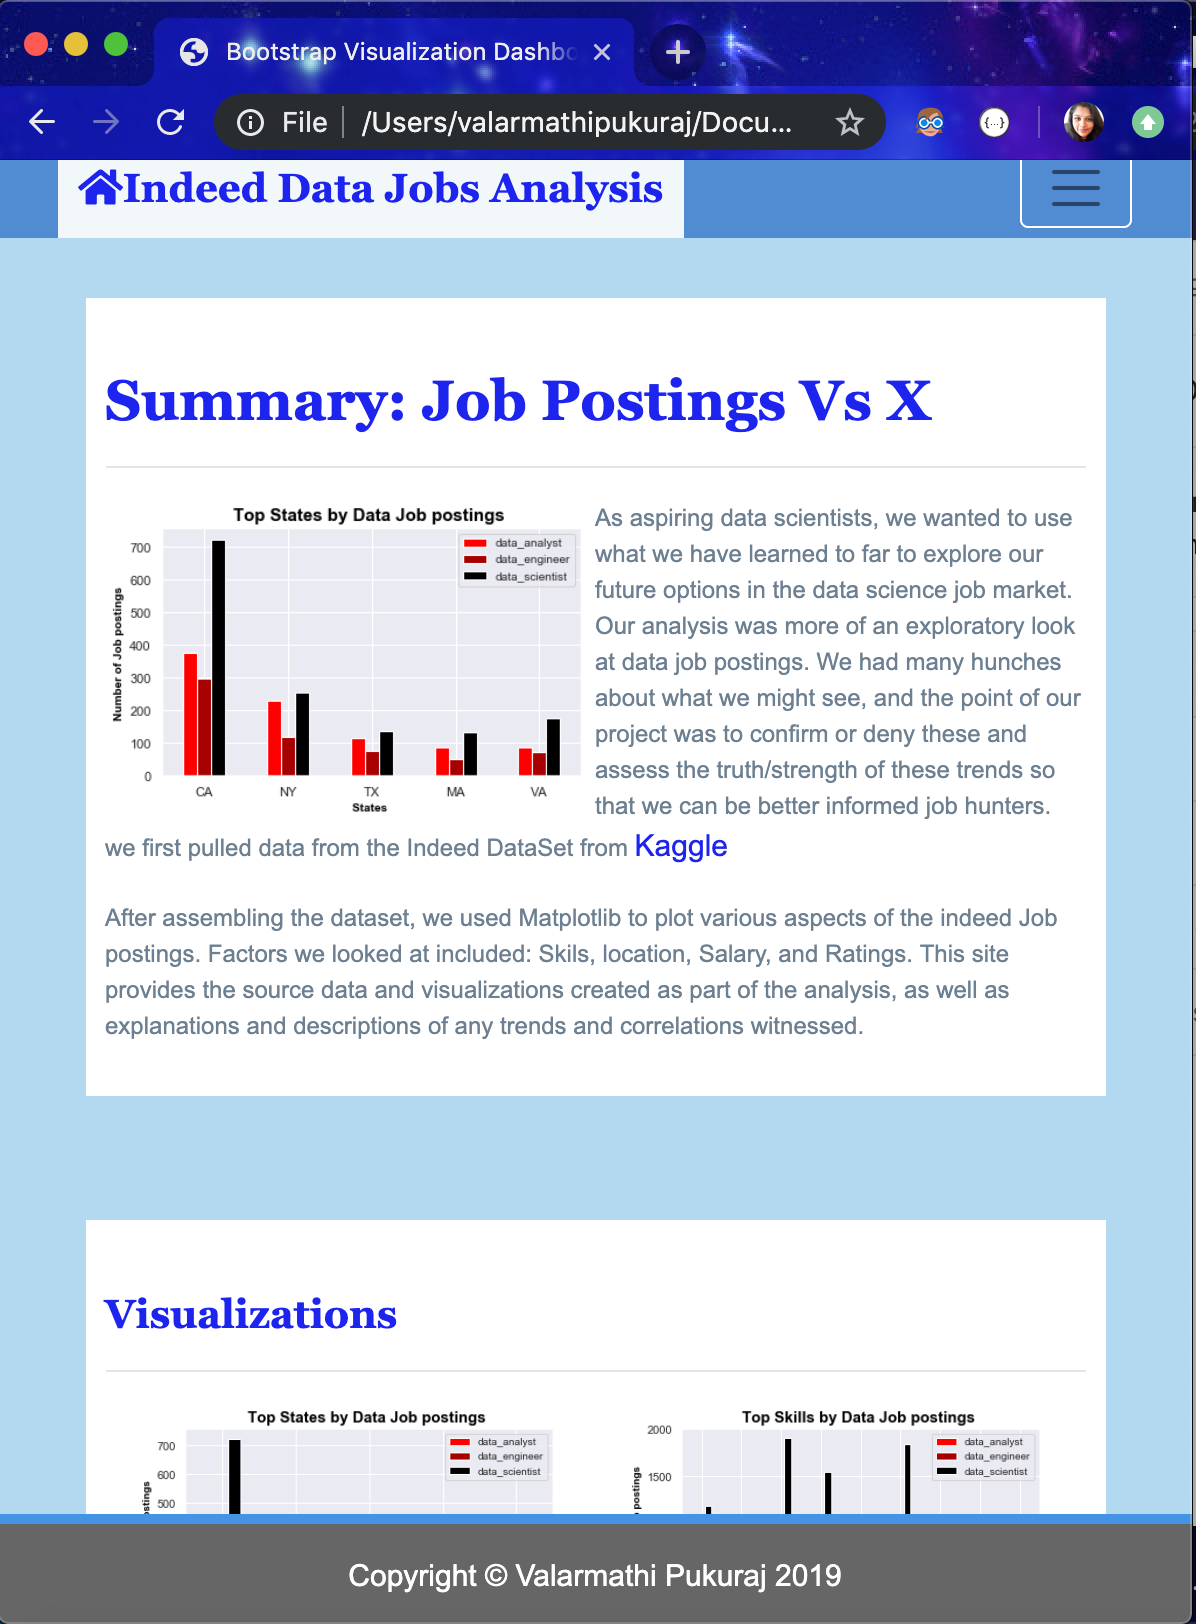 Bootstrap Visualization Dashbo
File /Users/valarmathipukuraj/Docu...
Indeed Data Jobs Analysis
Summary: Job Postings Vs X
Top States by Data Job postings
data_analyst
data_engineer
data_scientist
Number of Job postings
700
600
500
400
300
200
100
0
CA NY TX MA VA
States
As aspiring data scientists, we wanted to use
what we have learned to far to explore our
future options in the data science job market.
Our analysis was more of an exploratory look
at data job postings. We had many hunches
about what we might see, and the point of our
project was to confirm or deny these and
assess the truth/strength of these trends so
that we can be better informed job hunters.
we first pulled data from the Indeed DataSet from Kaggle
After assembling the dataset, we used Matplotlib to plot various aspects of the indeed Job
postings. Factors we looked at included: Skils, location, Salary, and Ratings. This site
provides the source data and visualizations created as part of the analysis, as well as
explanations and descriptions of any trends and correlations witnessed.
Visualizations
Top States by Data Job postings
data_analyst
data_engineer
data_scientist
700
600
500
Top Skills by Data Job postings
data_analyst
data_engineer
data_scientist
2000
1500
postings
Copyright © Valarmathi Pukuraj 2019